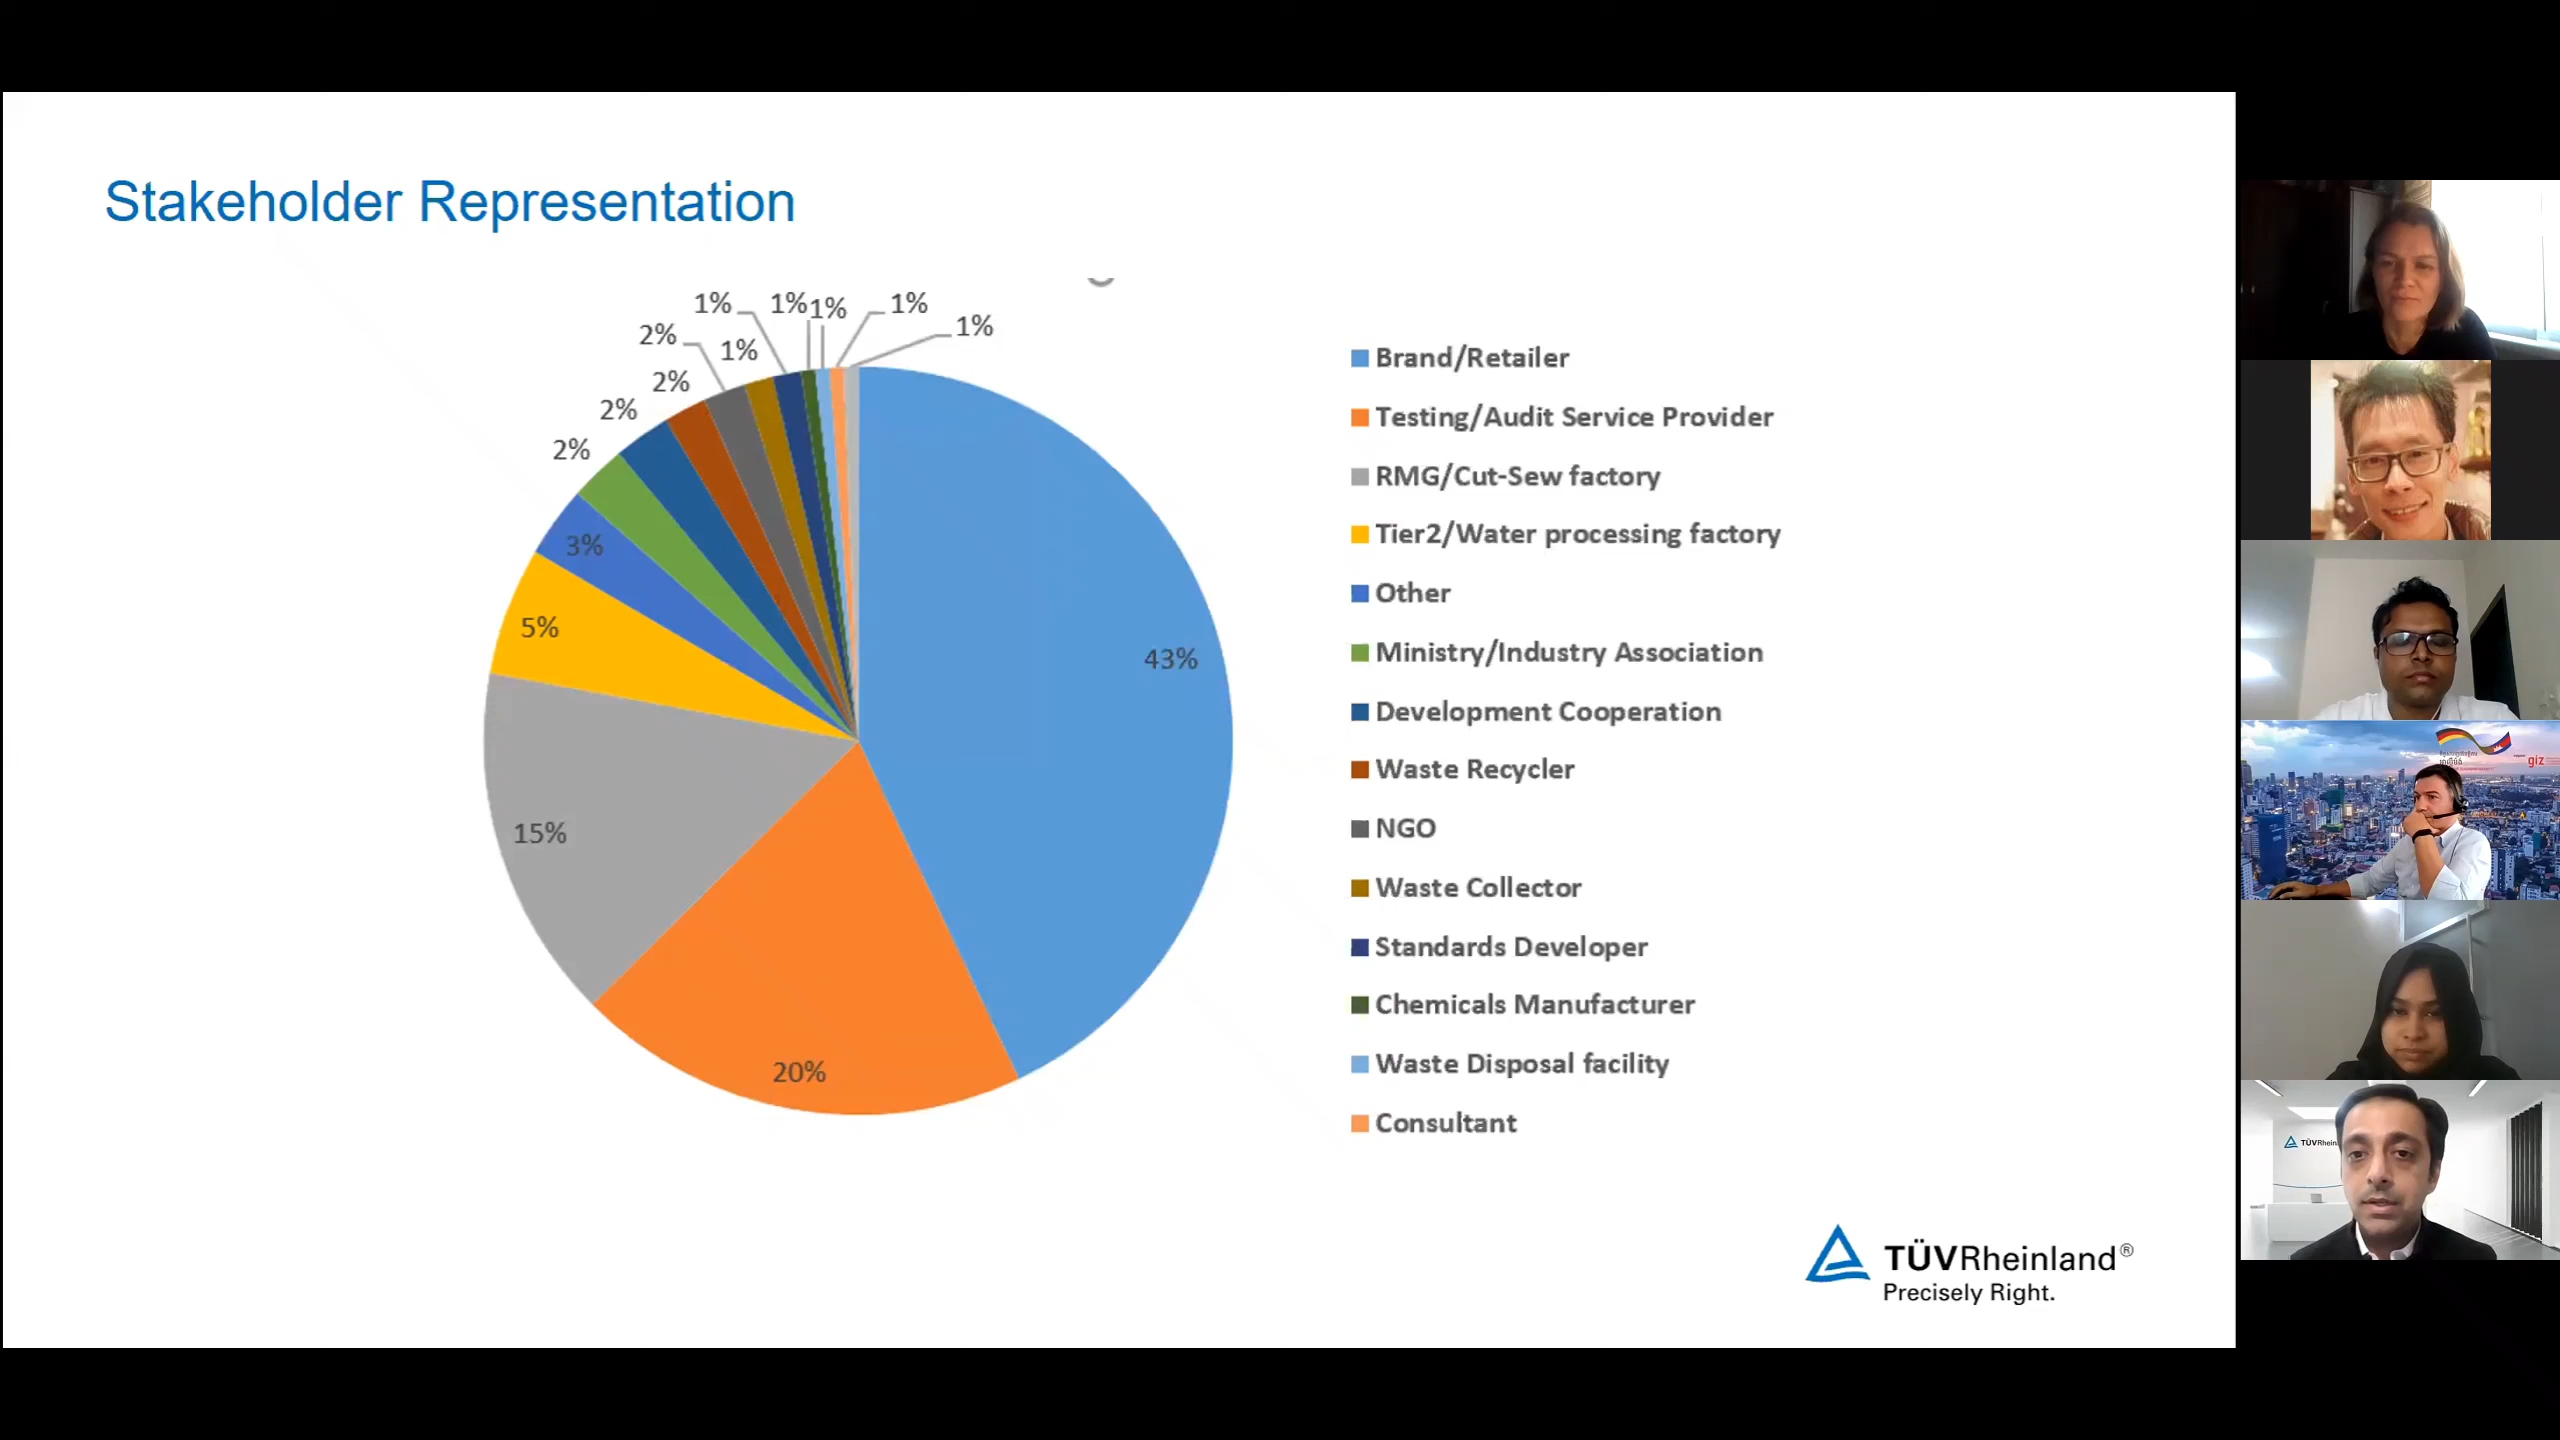 Stakeholder Representation
1%
1%
1%
1%
1%
2%
1%
2%
2%
2%
3%
5%
43%
15%
20%
Brand/Retailer
Testing/Audit Service Provider
RMG/Cut-Sew factory
Tier2/Water processing factory
Other
Ministry/Industry Association
Development Cooperation
Waste Recycler
NGO
Waste Collector
Standards Developer
Chemicals Manufacturer
Waste Disposal facility
Consultant
TÜVRheinland®
Precisely Right.
giz
TÜVRhein